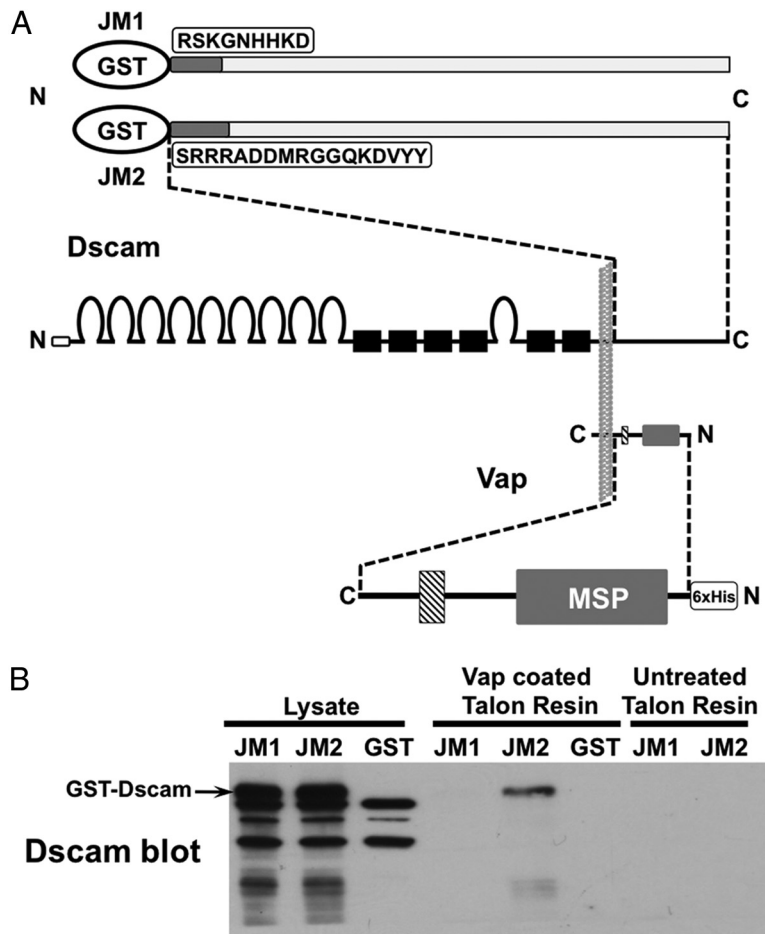 A
JM1
RSKGNHHKD
GST
N
C
GST
SRRRADDMRGGQKDVYY
JM2
Dscam
N
C
C
N
Vap
C
MSP
6xHis
N
B
Lysate
Vap coated
Talon Resin
Untreated
Talon Resin
JM1 JM2 GST JM1 JM2 GST JM1 JM2
GST-Dscam
Dscam blot